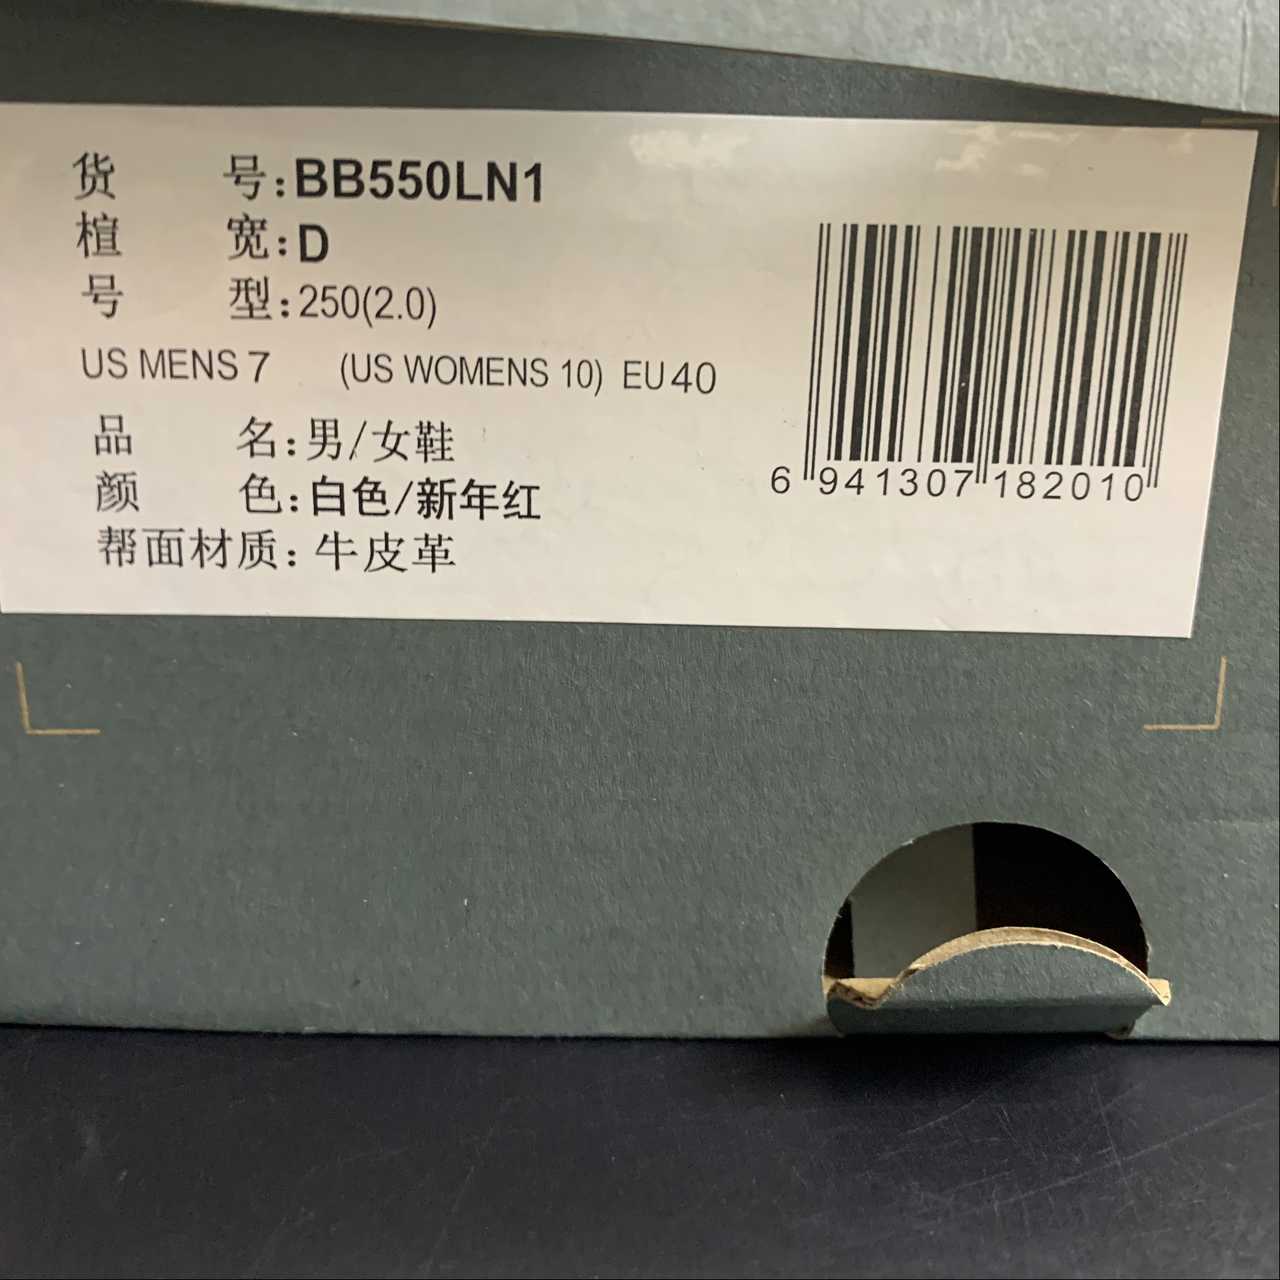 货 号:BB550LN1
楦 宽:D
号 型:250(2.0)
US MENS 7 (US WOMENS 10) EU 40
品 名:男/女鞋
颜 色:白色/新年红
帮面材质:牛皮革
6 941307 182010